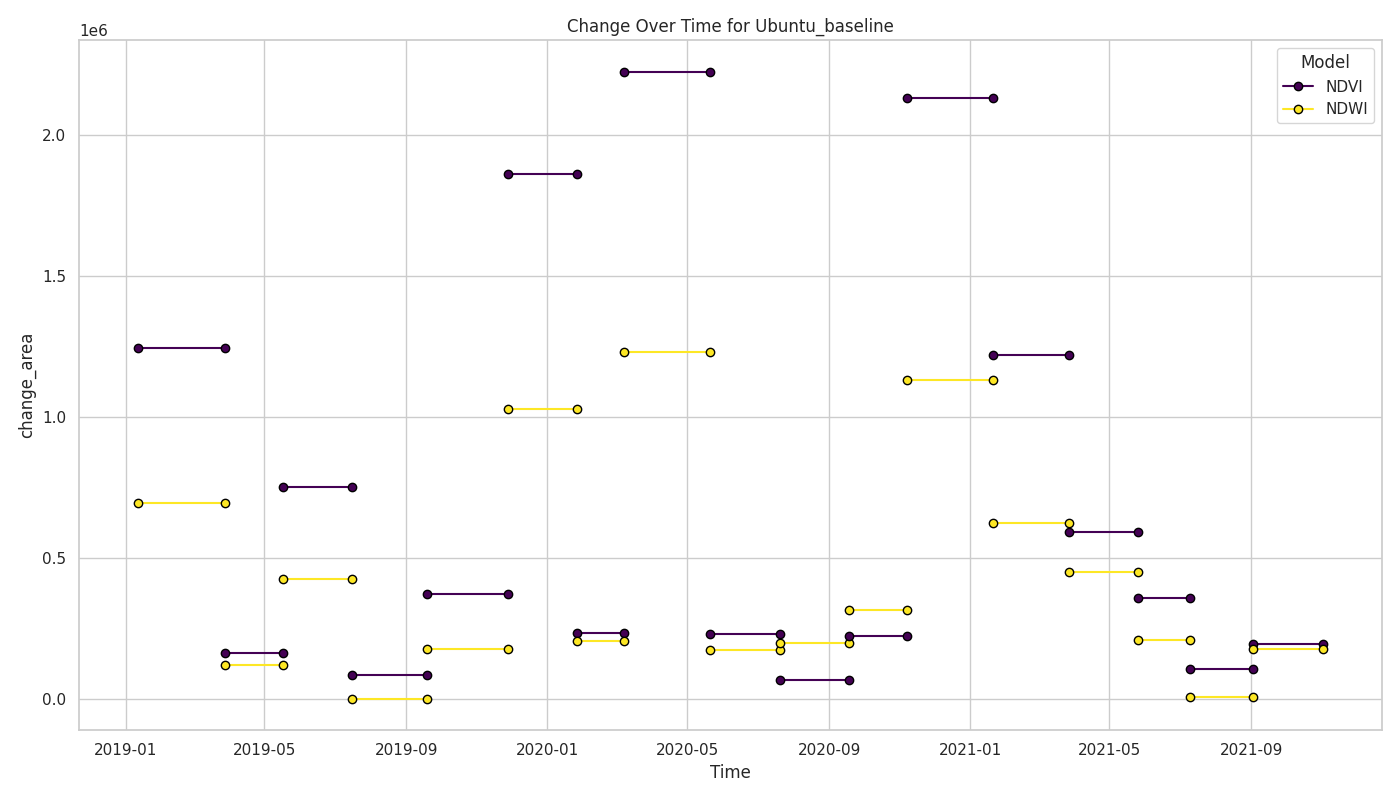 Change Over Time for Ubuntu_baseline
1e6
Model
NDVI
NDWI
2.0
1.5
1.0
0.5
0.0
change_area
2019-01 2019-05 2019-09 2020-01 2020-05 2020-09 2021-01 2021-05 2021-09
Time